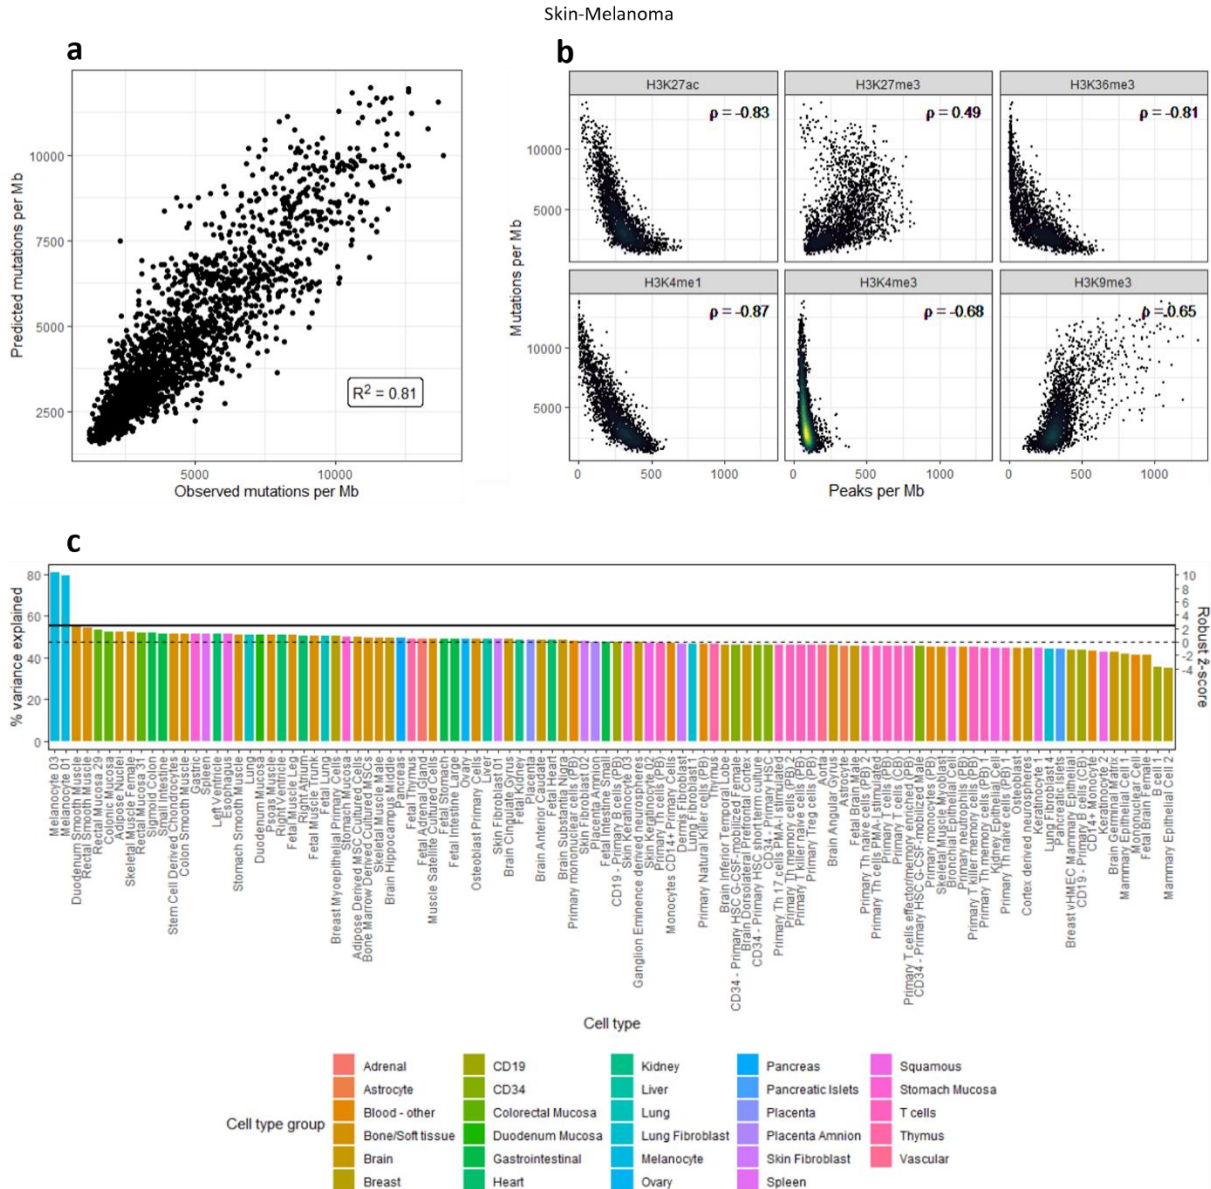 Skin-Melanoma
a
Predicted mutations per Mb
10000
7500
5000
2500
R² = 0.81
5000
10000
Observed mutations per Mb
b
Mutations per Mb
H3K27ac
H3K27me3
H3K36me3
ρ = -0.83
ρ = 0.49
ρ = -0.81
10000
5000
H3K4me1
H3K4me3
H3K9me3
ρ = -0.87
ρ = -0.68
ρ = 0.65
10000
5000
0
500
1000
0
500
1000
0
500
1000
Peaks per Mb
c
% variance explained
80
60
40
20
0
10
8
6
4
2
0
-2
-4
Robust z-score
Melanocyte 03
Melanocyte 01
Duodenum Smooth Muscle
Rectal Smooth Muscle
Rectal Mucosa 29
Colonic Mucosa
Adipose Nuclei
Skeletal Muscle Female
Rectal Mucosa 31
Sigmoid Colon
Small Intestine
Stem Cell Derived Chondrocytes
Colon Smooth Muscle
Gastric
Spleen
Left Ventricle
Esophagus
Stomach Smooth Muscle
Lung
Duodenum Mucosa
Psoas Muscle
Right Ventricle
Fetal Muscle Leg
Right Atrium
Fetal Muscle Trunk
Fetal Lung
Breast Myoepithelial Primary Cells
Stomach Mucosa
Adipose Derived MSC Cultured Cells
Bone Marrow Derived Cultured MSCs
Skeletal Muscle Male
Brain Hippocampus Middle
Pancreas
Fetal Thymus
Fetal Adrenal Gland
Muscle Satellite Cultured Cells
Fetal Stomach
Fetal Intestine Large
Ovary
Osteoblast Primary Cells
Liver
Skin Fibroblast 01
Brain Cingulate Gyrus
Fetal Kidney
Placenta
Brain Anterior Caudate
Fetal Heart
Brain Substantia Nigra
Primary mononuclear cells (PB)
Skin Fibroblast 02
Placenta Amnion
Fetal Intestine Small
CD19 - Primary Cells (PB)
Skin Keratinocyte 03
Ganglion Eminence derived neurospheres
Skin Keratinocyte 02
Primary T cells (PB)
Monocytes CD14+ Primary Cells
Dermis Fibroblast
Lung Fibroblast 1
Primary Natural Killer cells (PB)
Thymus
Brain Inferior Temporal Lobe
CD34 - Primary HSC G-CSF-mobilized Female
Brain Dorsolateral Prefrontal Cortex
CD34 - Primary HSC short term culture
CD34 - Primary HSC
Primary Th 17 cells PMA-I stimulated
Primary Th memory cells (PB) 2
Primary T killer naive cells (PB)
Primary Treg cells (PB)
Aorta
Brain Angular Gyrus
Astrocyte
Fetal Brain Male
Primary Th naive cells (PB) 2
Primary Th cells PMA-I stimulated
Primary Th cells (PB)
Primary T cells (CB)
Primary T cells effector/memory enriched (PB)
CD34 - Primary HSC G-CSF-mobilized Male
Primary monocytes (PB)
Skeletal Muscle Myoblast
Bronchial Epithelial Cell
Primary neutrophils (PB)
Primary T killer memory cells (PB)
Primary Th memory cells (PB) 1
Kidney Epithelial Cell
Primary Th naive cells (PB) 1
Osteoblast
Cortex derived neurospheres
Keratinocyte 1
Lung Fibroblast 4
Pancreatic Islets
Breast vHMEC Mammary Epithelial
CD19 - Primary Cells (CB)
CD14+ Monocyte
Keratinocyte 2
Brain Germinal Matrix
Mammary Epithelial Cell 1
Mononuclear Cell
Fetal Brain Female
B cell 1
Mammary Epithelial Cell 2
Cell type
Cell type group
Adrenal
Astrocyte
Blood - other
Bone/Soft tissue
Brain
Breast
CD19
CD34
Colorectal Mucosa
Duodenum Mucosa
Gastrointestinal
Heart
Kidney
Liver
Lung
Lung Fibroblast
Melanocyte
Ovary
Pancreas
Pancreatic Islets
Placenta
Placenta Amnion
Skin Fibroblast
Spleen
Squamous
Stomach Mucosa
T cells
Thymus
Vascular